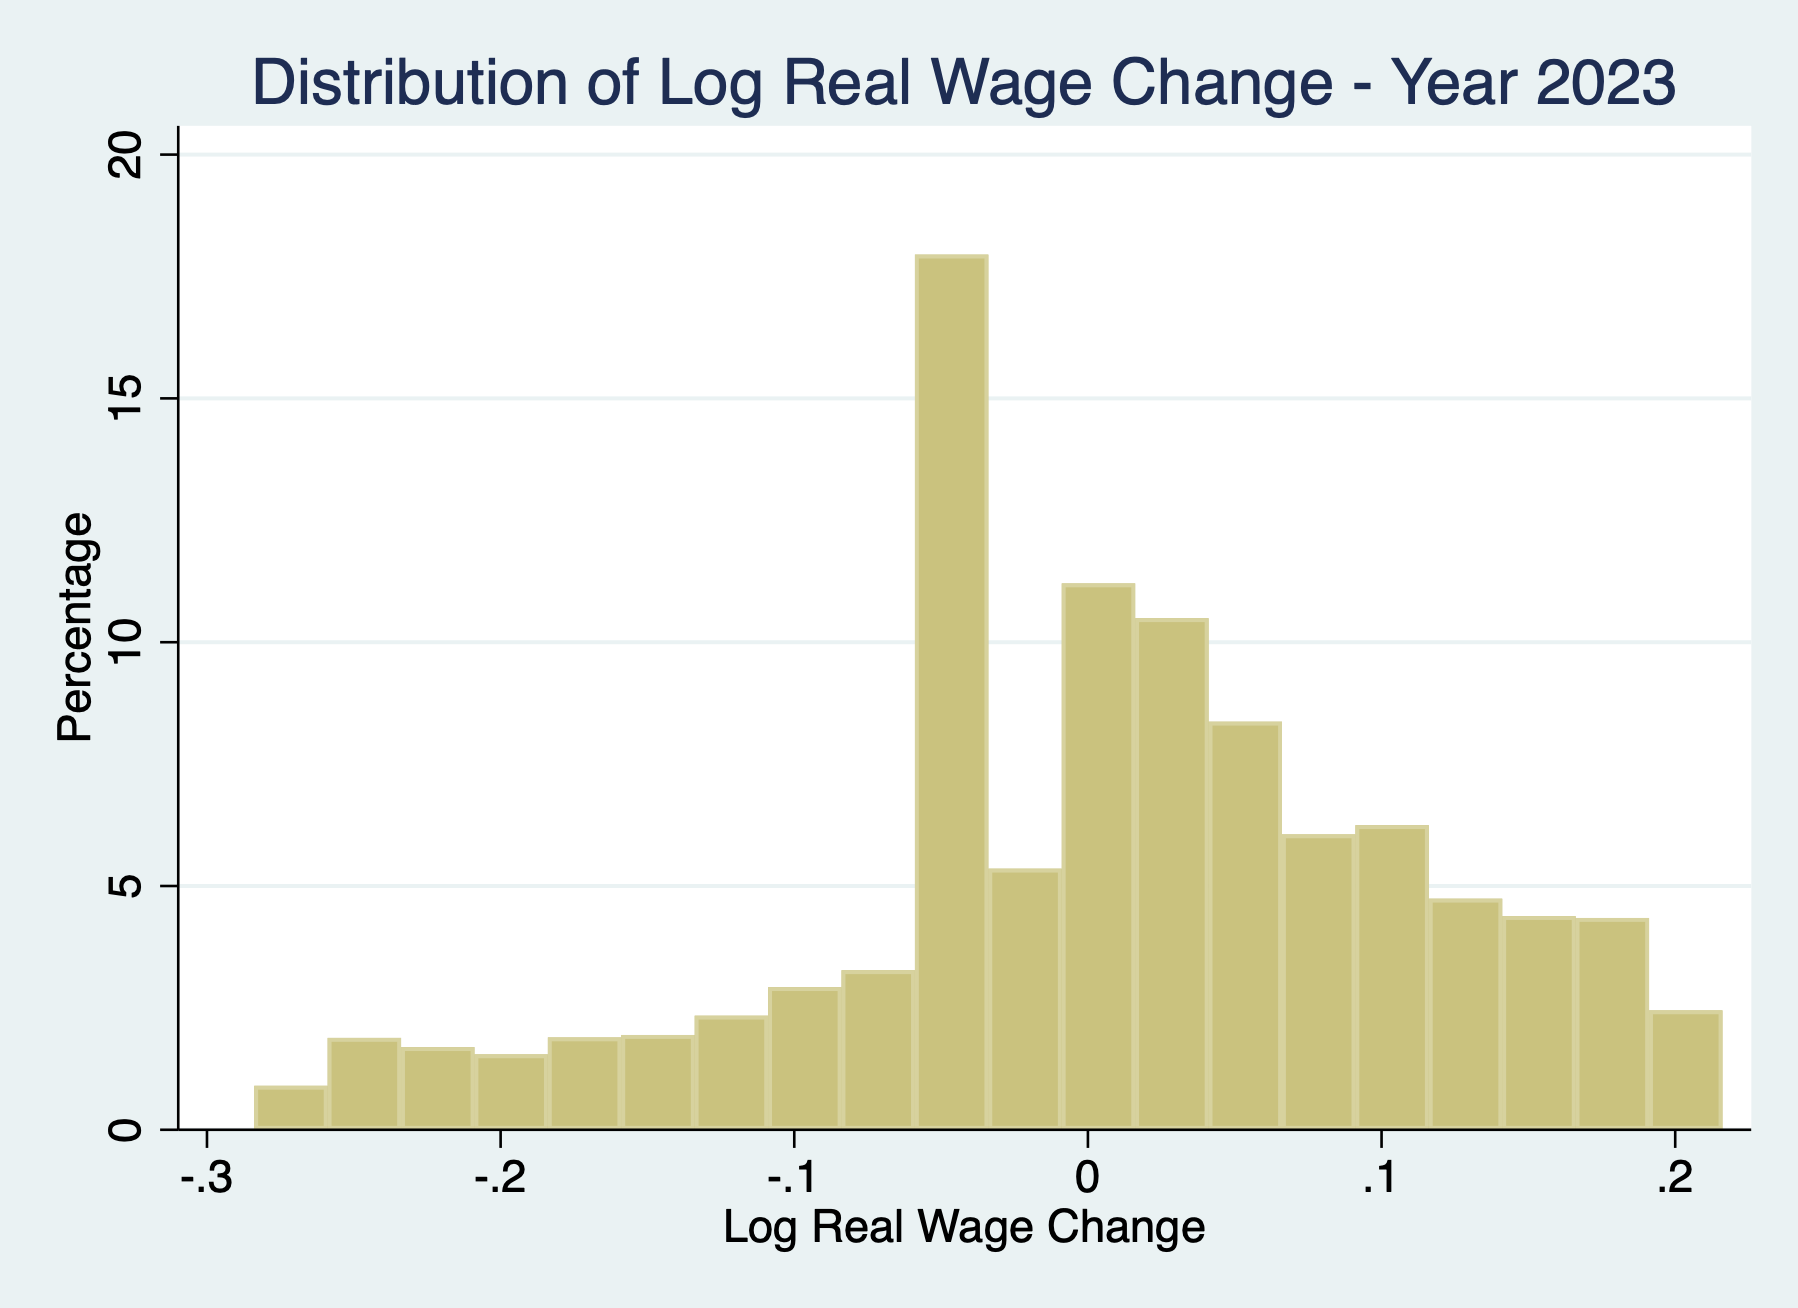 Distribution of Log Real Wage Change - Year 2023
Percentage
20
15
10
5
0
-.3 -.2 -.1 0 .1 .2
Log Real Wage Change